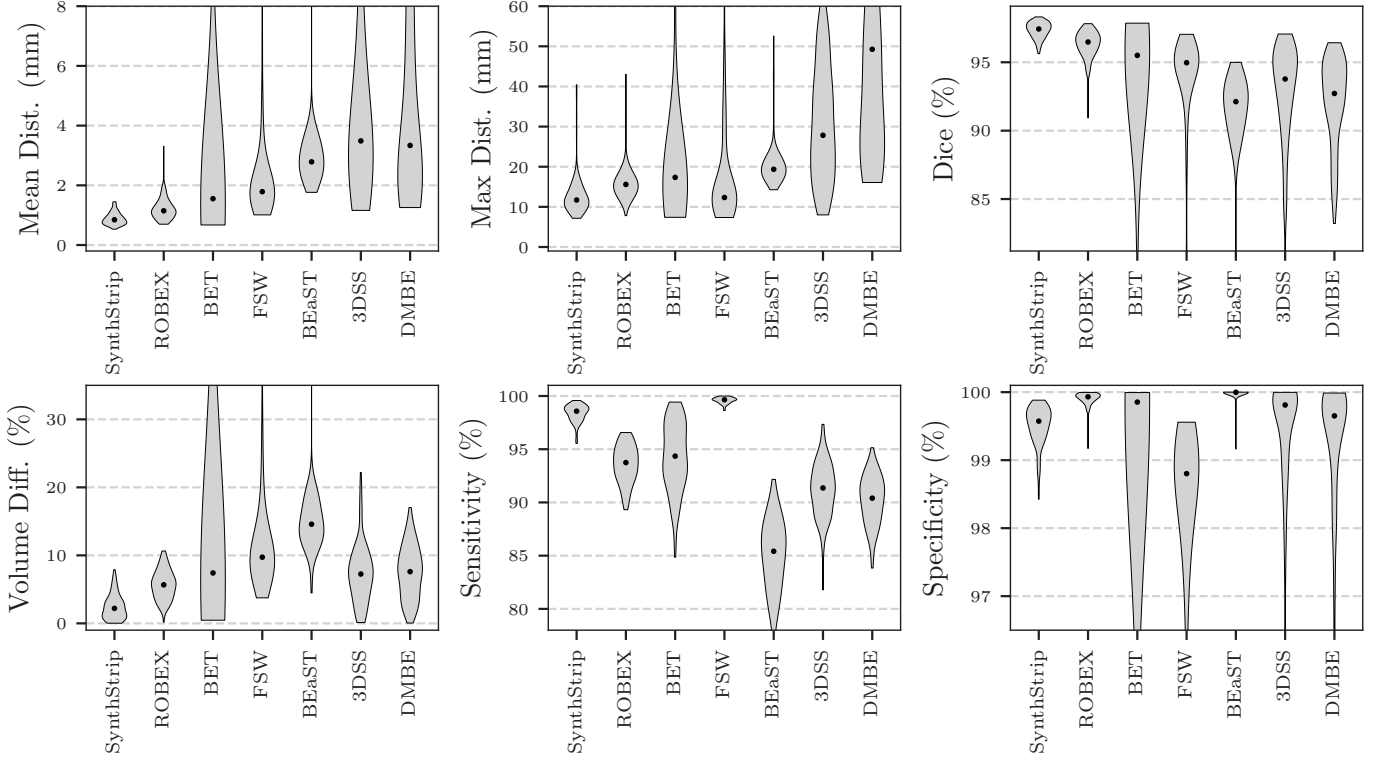 Mean Dist. (mm)
8
6
4
2
0
SynthStrip
ROBEX
BET
FSW
BEaST
3DSS
DMBE
Max Dist. (mm)
60
50
40
30
20
10
0
SynthStrip
ROBEX
BET
FSW
BEaST
3DSS
DMBE
Dice (%)
95
90
85
SynthStrip
ROBEX
BET
FSW
BEaST
3DSS
DMBE
Volume Diff. (%)
30
20
10
0
SynthStrip
ROBEX
BET
FSW
BEaST
3DSS
DMBE
Sensitivity (%)
100
95
90
85
80
SynthStrip
ROBEX
BET
FSW
BEaST
3DSS
DMBE
Specificity (%)
100
99
98
97
SynthStrip
ROBEX
BET
FSW
BEaST
3DSS
DMBE